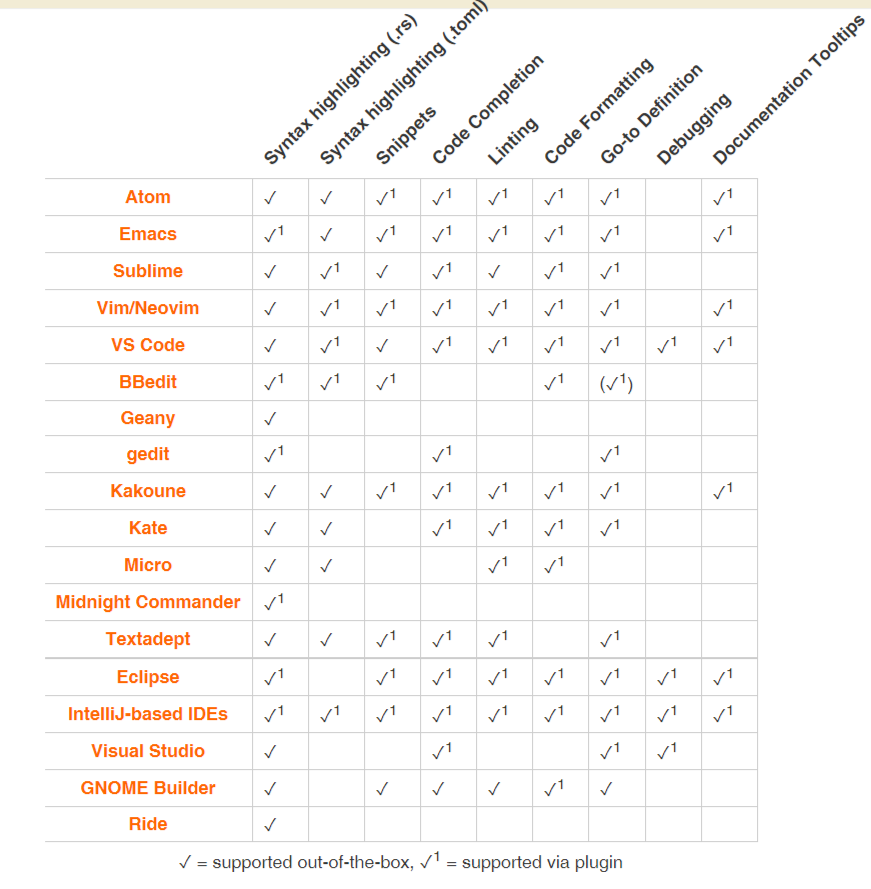 Syntax highlighting (.rs)
Syntax highlighting (.toml)
Snippets
Code Completion
Linting
Code Formatting
Go-to Definition
Debugging
Documentation Tooltips
Atom ✓ ✓ ✓¹ ✓¹ ✓¹ ✓¹ ✓¹ ✓¹
Emacs ✓¹ ✓ ✓¹ ✓¹ ✓¹ ✓¹ ✓¹ ✓¹
Sublime ✓ ✓¹ ✓ ✓¹ ✓ ✓¹ ✓¹
Vim/Neovim ✓ ✓¹ ✓¹ ✓¹ ✓¹ ✓¹ ✓¹ ✓¹
VS Code ✓ ✓¹ ✓ ✓¹ ✓¹ ✓¹ ✓¹ ✓¹ ✓¹
BBedit ✓¹ ✓¹ ✓¹ ✓¹ (✓¹)
Geany ✓
gedit ✓¹ ✓¹ ✓¹
Kakoune ✓ ✓ ✓¹ ✓¹ ✓¹ ✓¹ ✓¹ ✓¹
Kate ✓ ✓ ✓¹ ✓¹ ✓¹ ✓¹
Micro ✓ ✓ ✓¹ ✓¹
Midnight Commander ✓¹
Textadept ✓ ✓ ✓¹ ✓¹ ✓¹ ✓¹
Eclipse ✓¹ ✓¹ ✓¹ ✓¹ ✓¹ ✓¹ ✓¹ ✓¹
IntelliJ-based IDEs ✓¹ ✓¹ ✓¹ ✓¹ ✓¹ ✓¹ ✓¹ ✓¹ ✓¹
Visual Studio ✓ ✓¹ ✓¹ ✓¹
GNOME Builder ✓ ✓ ✓ ✓ ✓¹ ✓
Ride ✓
✓ = supported out-of-the-box, ✓¹ = supported via plugin